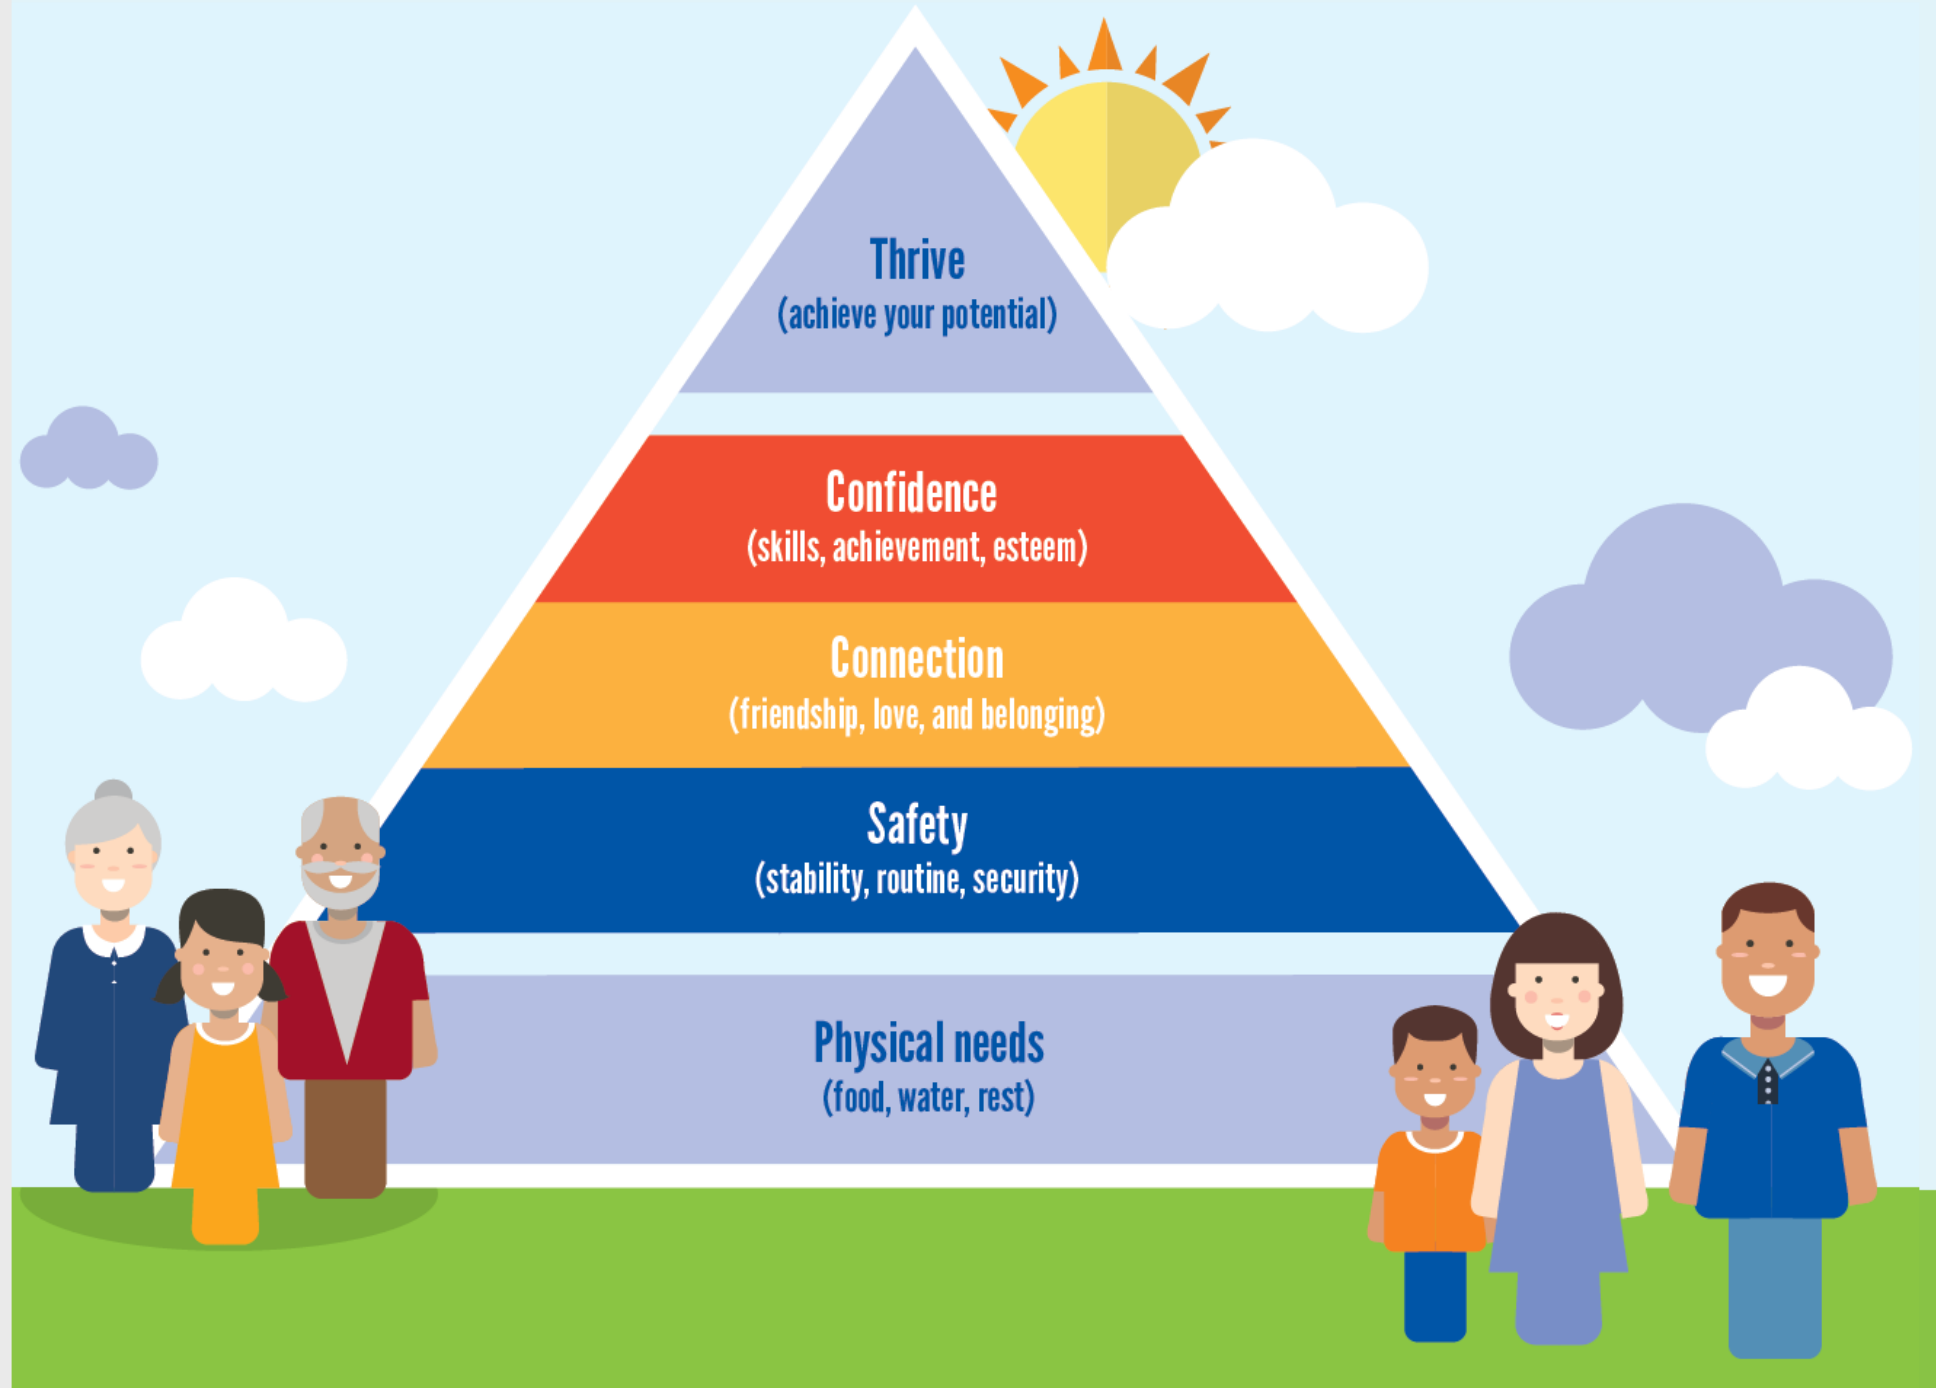 Thrive
(achieve your potential)
Confidence
(skills, achievement, esteem)
Connection
(friendship, love, and belonging)
Safety
(stability, routine, security)
Physical needs
(food, water, rest)